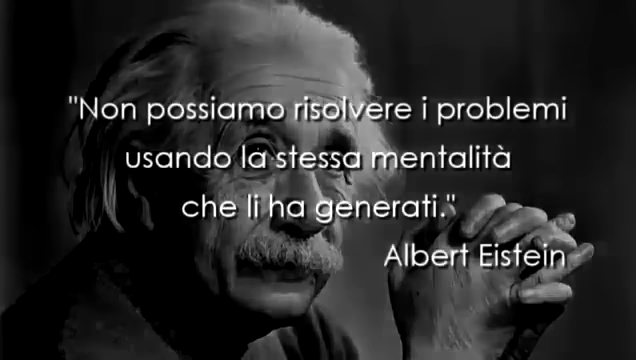 "Non possiamo risolvere i problemi
usando la stessa mentalità
che li ha generati."
Albert Eistein